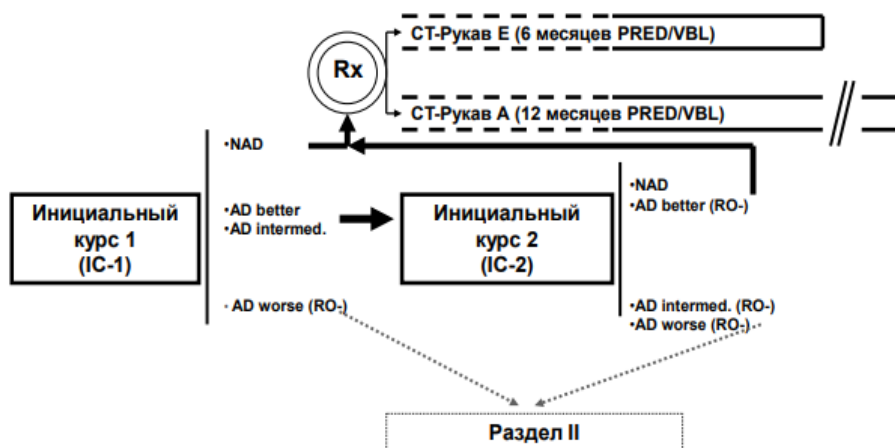 СТ-Рукав E (6 месяцев PRED/VBL)
Rx
СТ-Рукав А (12 месяцев PRED/VBL)
•NAD
Инициальный
курс 1
(IC-1)
•AD better
•AD intermed.
- AD worse (RO-)
Инициальный
курс 2
(IC-2)
•NAD
•AD better (RO-)
•AD intermed. (RO-)
•AD worse (RO-)
Раздел II